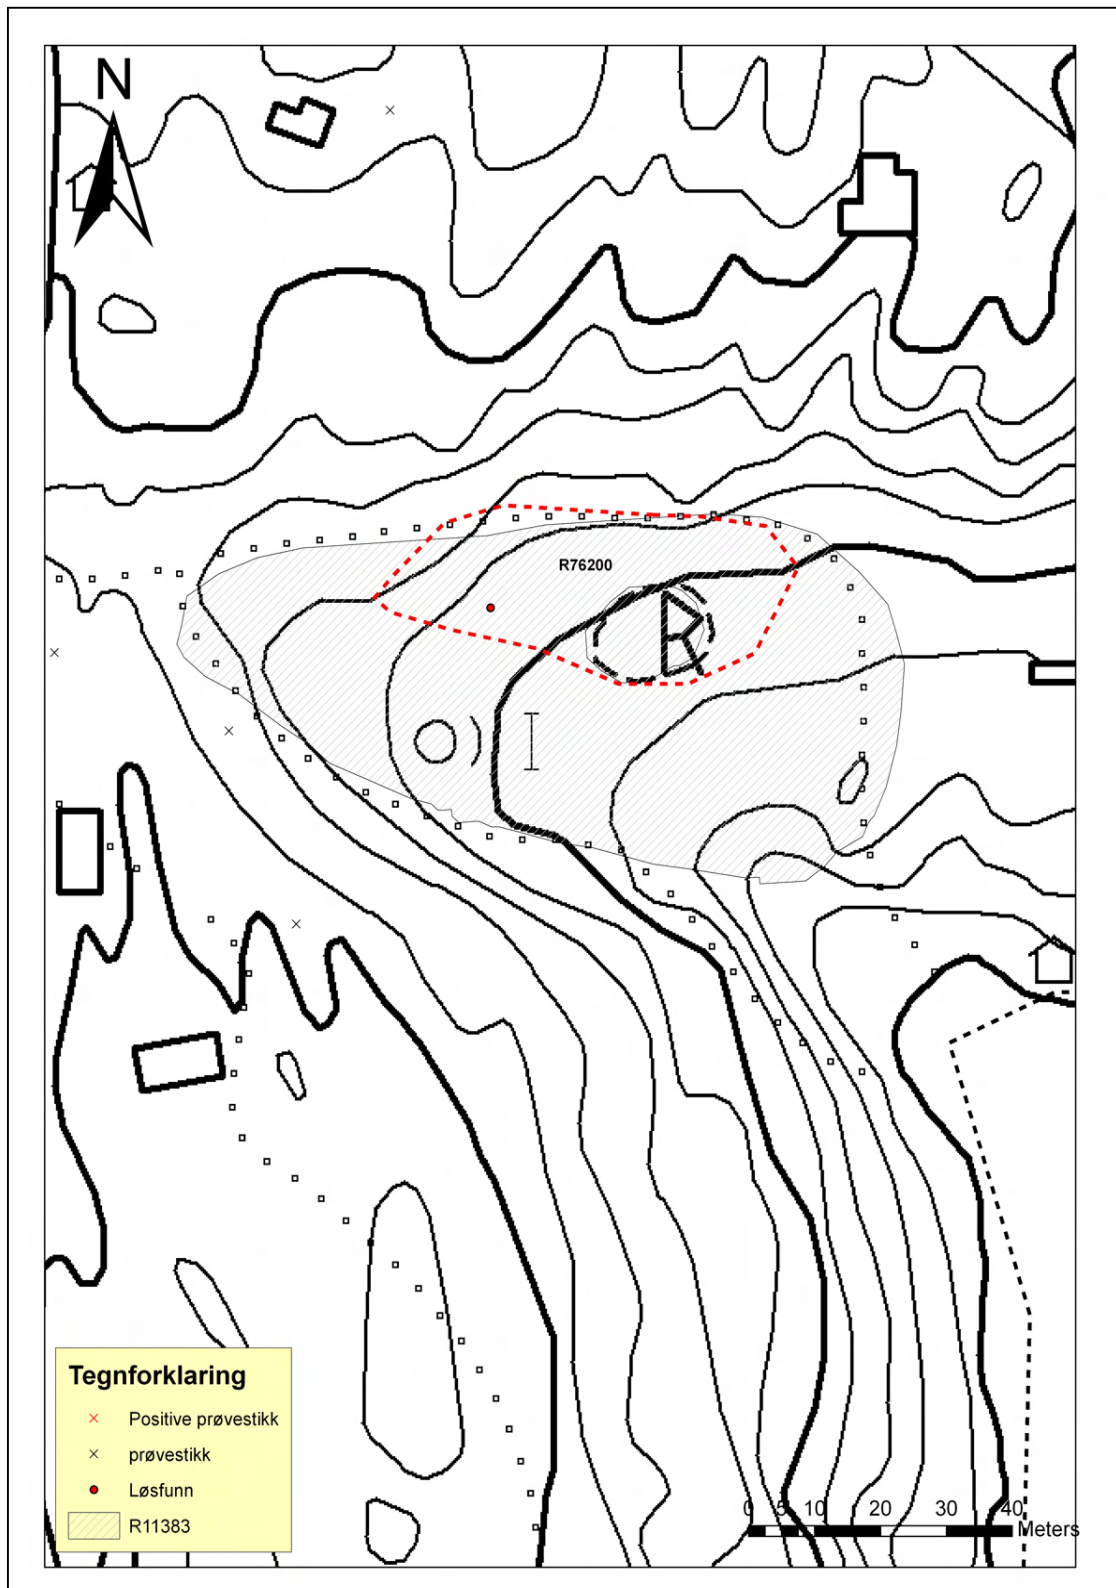 N
R76200
R
Tegnforklaring
Positive prøvestikk
prøvestikk
Løsfunn
R11383
0 5 10 20 30 40
Meters